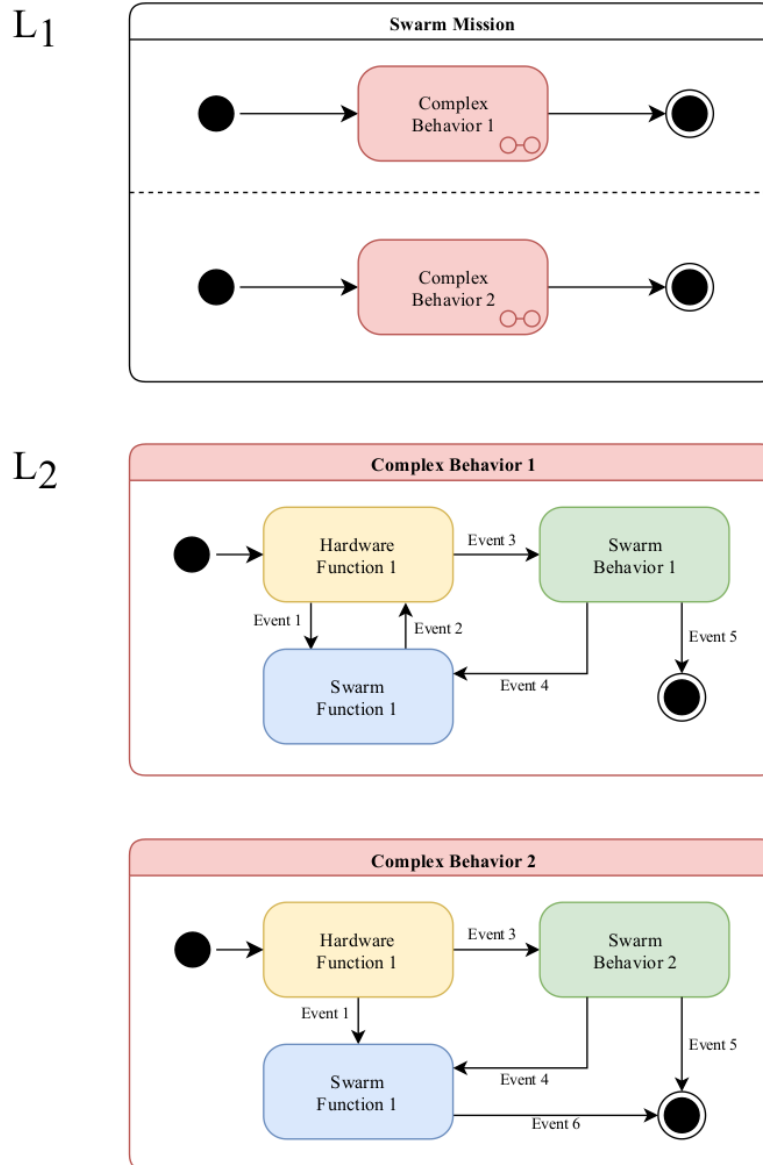 L1
Swarm Mission
Complex
Behavior 1
Complex
Behavior 2
L2
Complex Behavior 1
Hardware
Function 1
Event 3
Swarm
Behavior 1
Event 1
Event 2
Event 5
Swarm
Function 1
Event 4
Complex Behavior 2
Hardware
Function 1
Event 3
Swarm
Behavior 2
Event 1
Event 5
Swarm
Function 1
Event 4
Event 6